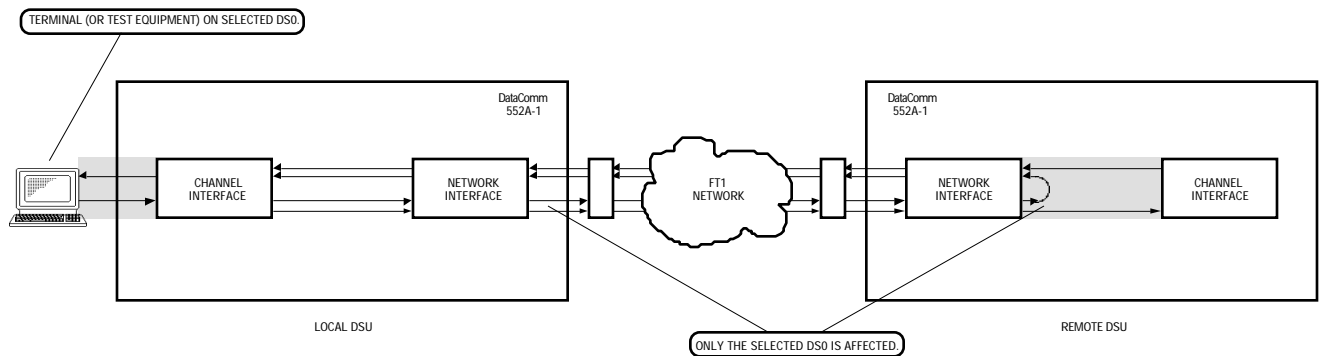 TERMINAL (OR TEST EQUIPMENT) ON SELECTED DS0.
DataComm
552A-1
DataComm
552A-1
CHANNEL
INTERFACE
NETWORK
INTERFACE
FT1
NETWORK
NETWORK
INTERFACE
CHANNEL
INTERFACE
LOCAL DSU
REMOTE DSU
ONLY THE SELECTED DS0 IS AFFECTED.